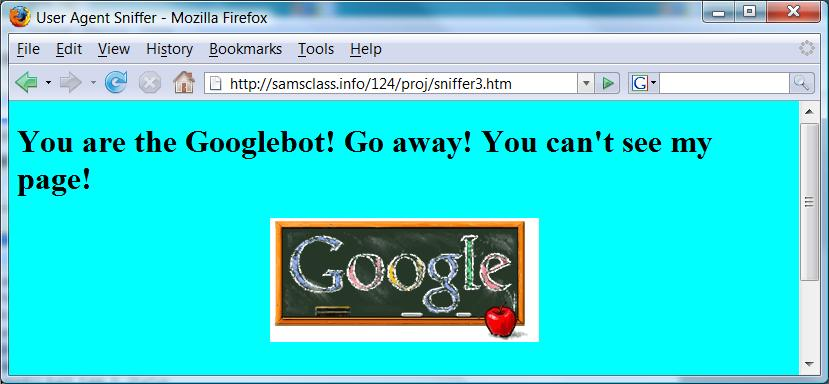 User Agent Sniffer - Mozilla Firefox
File Edit View History Bookmarks Tools Help
http://samsclass.info/124/proj/sniffer3.htm G
You are the Googlebot! Go away! You can't see my
page!
Google